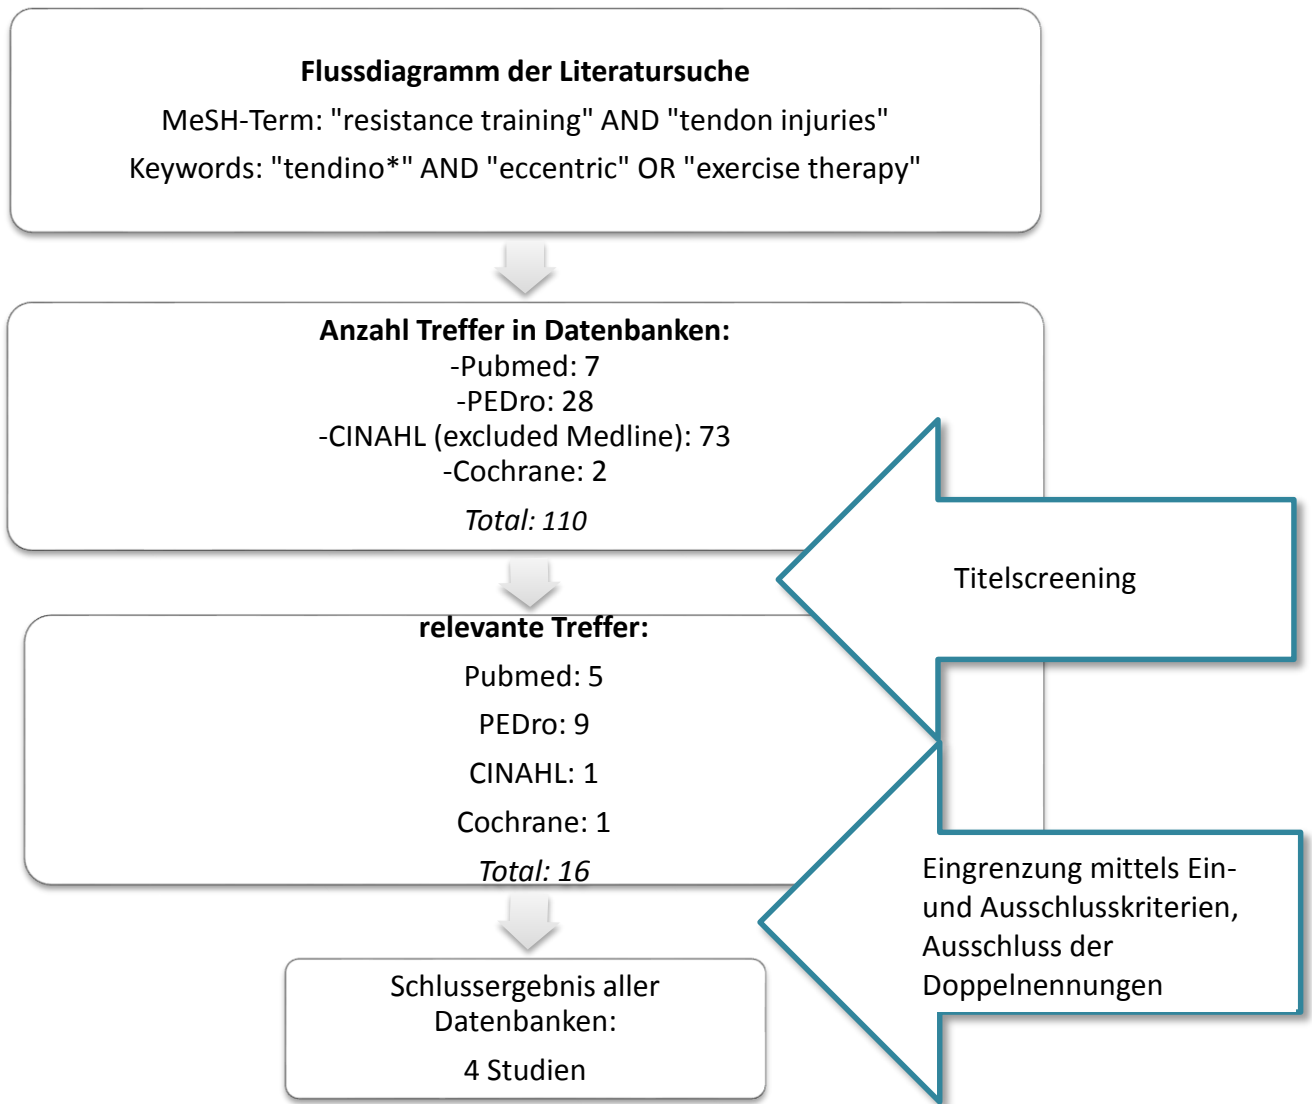 Flussdiagramm der Literatursuche
MeSH-Term: "resistance training" AND "tendon injuries"
Keywords: "tendino*" AND "eccentric" OR "exercise therapy"
Anzahl Treffer in Datenbanken:
-Pubmed: 7
-PEDro: 28
-CINAHL (excluded Medline): 73
-Cochrane: 2
Total: 110
Titelscreening
relevante Treffer:
Pubmed: 5
PEDro: 9
CINAHL: 1
Cochrane: 1
Total: 16
Eingrenzung mittels Ein-
und Ausschlusskriterien,
Ausschluss der
Doppelnennungen
Schlussergebnis aller
Datenbanken:
4 Studien